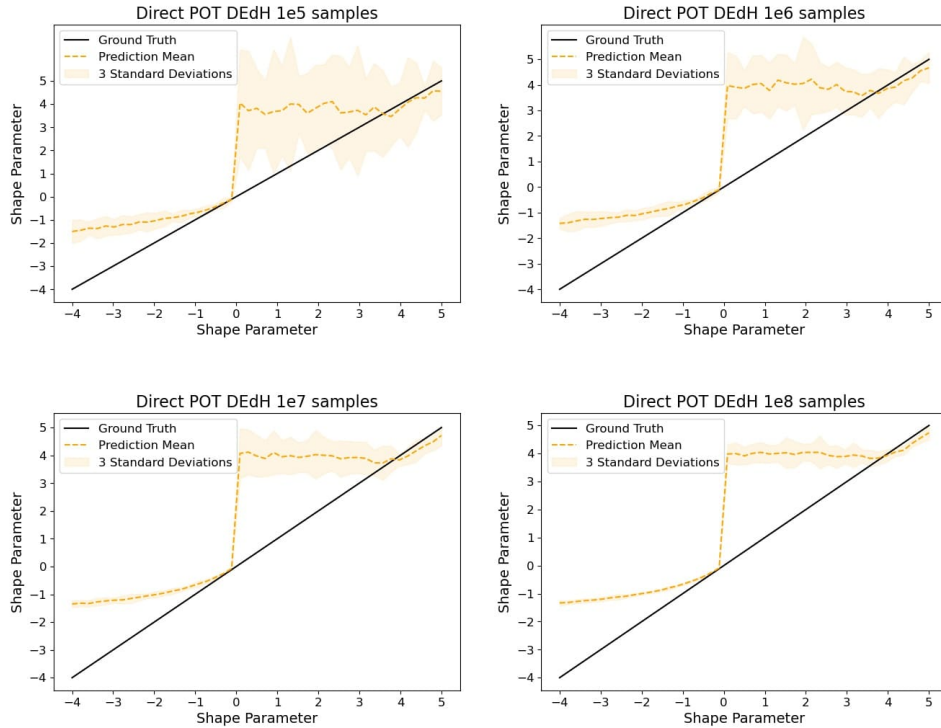 Direct POT DEdH 1e5 samples
Ground Truth
Prediction Mean
3 Standard Deviations
5
4
3
2
1
0
−1
−2
−3
−4
Shape Parameter
−4 −3 −2 −1 0 1 2 3 4 5
Shape Parameter
Direct POT DEdH 1e6 samples
Ground Truth
Prediction Mean
3 Standard Deviations
5
4
3
2
1
0
−1
−2
−3
−4
Shape Parameter
−4 −3 −2 −1 0 1 2 3 4 5
Shape Parameter
Direct POT DEdH 1e7 samples
Ground Truth
Prediction Mean
3 Standard Deviations
5
4
3
2
1
0
−1
−2
−3
−4
Shape Parameter
−4 −3 −2 −1 0 1 2 3 4 5
Shape Parameter
Direct POT DEdH 1e8 samples
Ground Truth
Prediction Mean
3 Standard Deviations
5
4
3
2
1
0
−1
−2
−3
−4
Shape Parameter
−4 −3 −2 −1 0 1 2 3 4 5
Shape Parameter